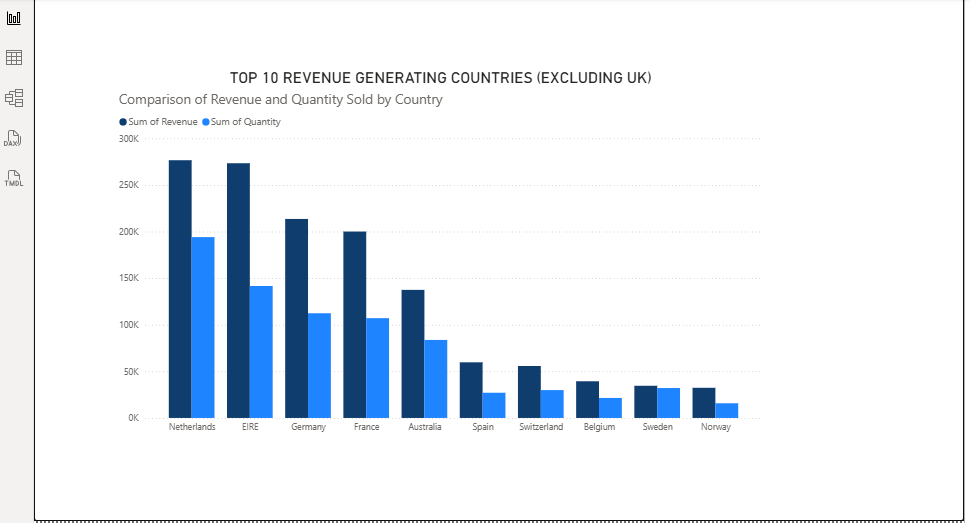 TOP 10 REVENUE GENERATING COUNTRIES (EXCLUDING UK)
Comparison of Revenue and Quantity Sold by Country
Sum of Revenue Sum of Quantity
300K
250K
200K
150K
100K
50K
0K
Netherlands EIRE Germany France Australia Spain Switzerland Belgium Sweden Norway
DAX
TMDL